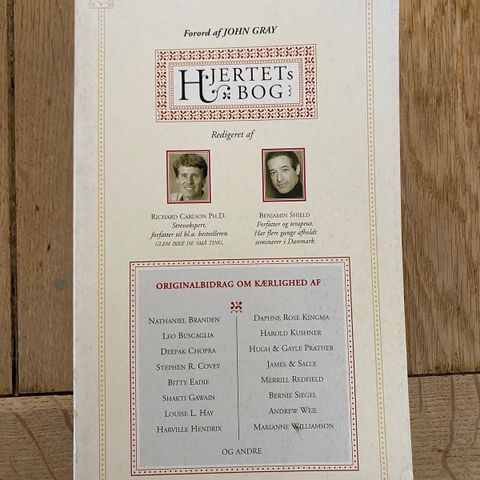 Forord af JOHN GRAY
HJERTETS
BOG
Redigeret af
RICHARD CARLSON PH.D.
Stressekspert,
forfatter til bl.a. bestselleren
GLEM IKKE DE SMÅ TING.
BENJAMIN SHIELD
Forfatter og terapeut.
Har flere gange afholdt
seminarer i Danmark.
ORIGINALBIDRAG OM KÆRLIGHED AF
NATHANIEL BRANDEN
LEO BUSCAGLIA
DEEPAK CHOPRA
STEPHEN R. COVEY
BITTY EADIE
SHAKTI GAWAIN
LOUISE L. HAY
HARVILLE HENDRIX
DAPHNE ROSE KINGMA
HAROLD KUSHNER
HUGH & GAYLE PRATHER
JAMES & SALLE
MERRILL REDFIELD
BERNIE SIEGEL
ANDREW WEIL
MARIANNE WILLIAMSON
OG ANDRE